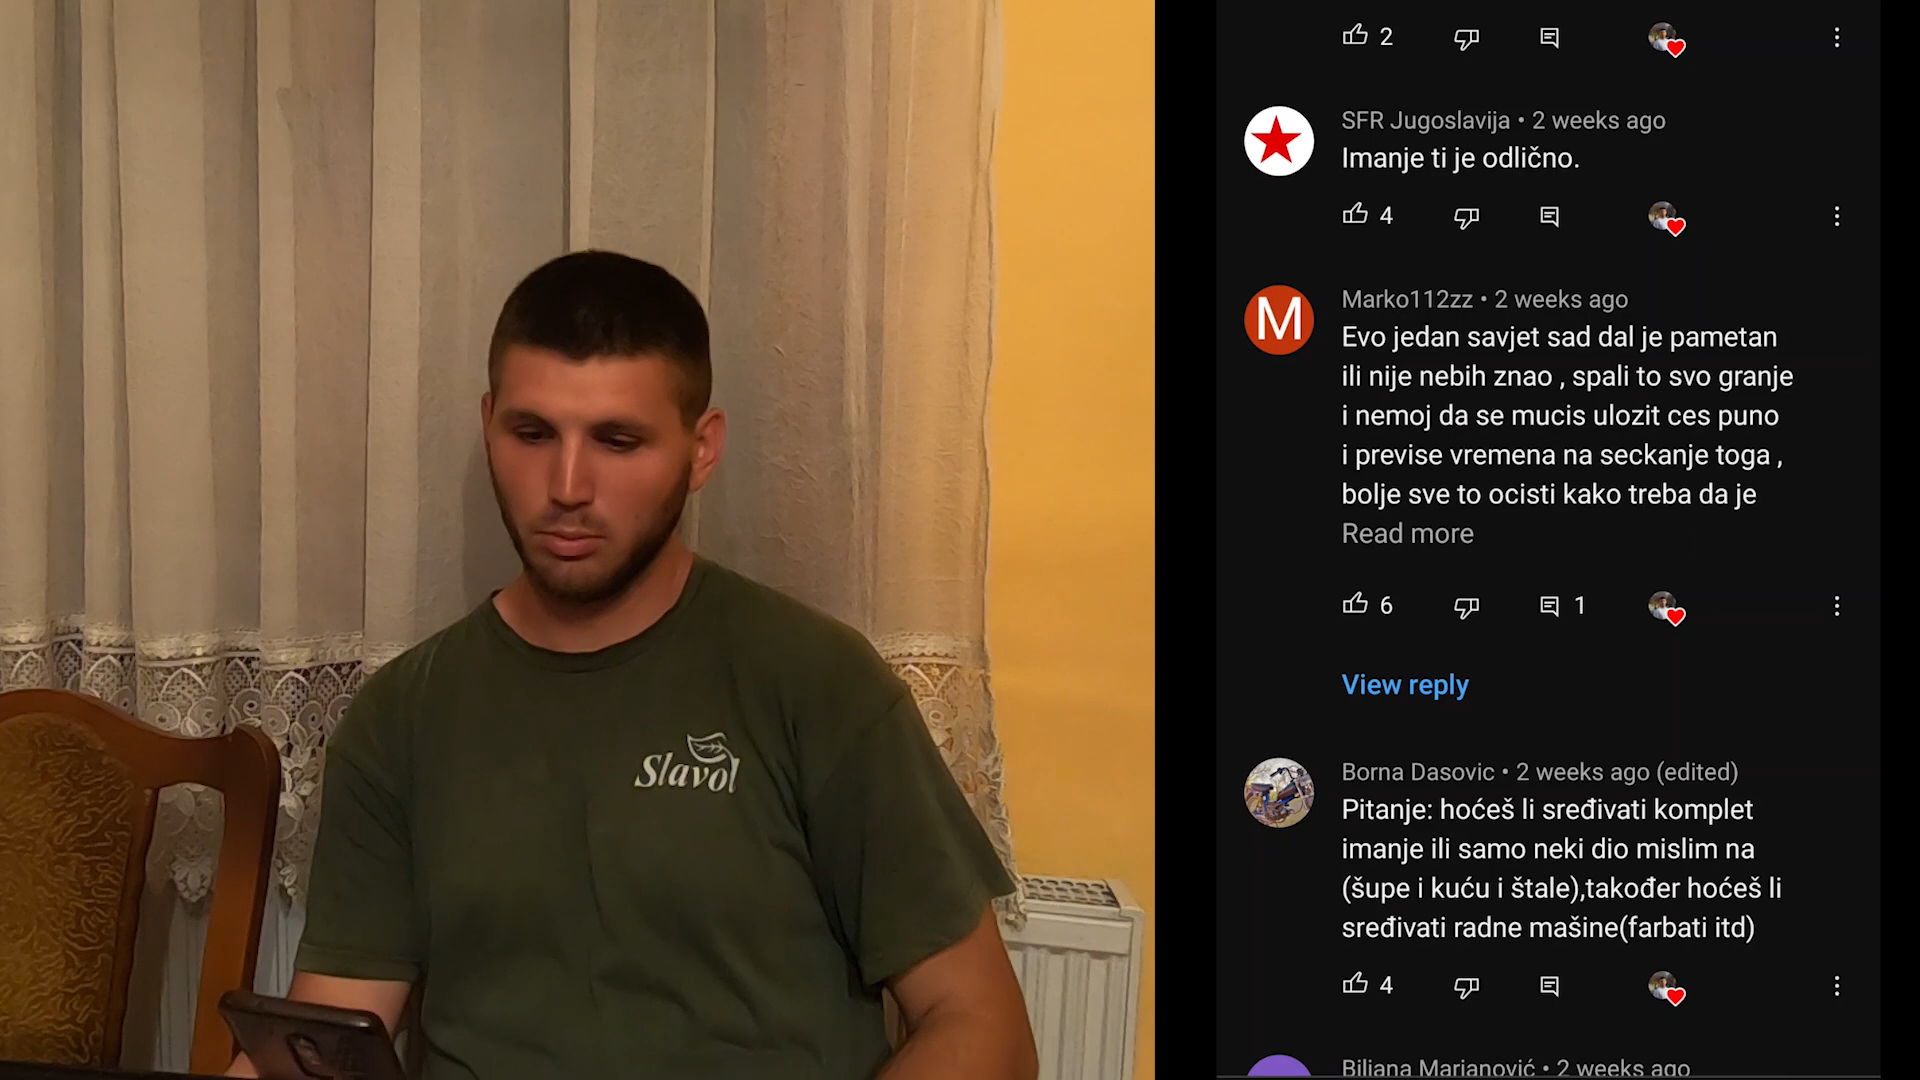 Slavol
2
SFR Jugoslavija • 2 weeks ago
Imanje ti je odlično.
4
M
Marko112zz • 2 weeks ago
Evo jedan savjet sad dal je pametan
ili nije nebih znao , spali to svo granje
i nemoj da se mucis ulozit ces puno
i previse vremena na seckanje toga ,
bolje sve to ocisti kako treba da je
Read more
6
1
View reply
Borna Dasovic • 2 weeks ago (edited)
Pitanje: hoćeš li sređivati komplet
imanje ili samo neki dio mislim na
(šupe i kuću i štale),također hoćeš li
sređivati radne mašine(farbati itd)
4
Biljana Marjanović • 2 weeks ago